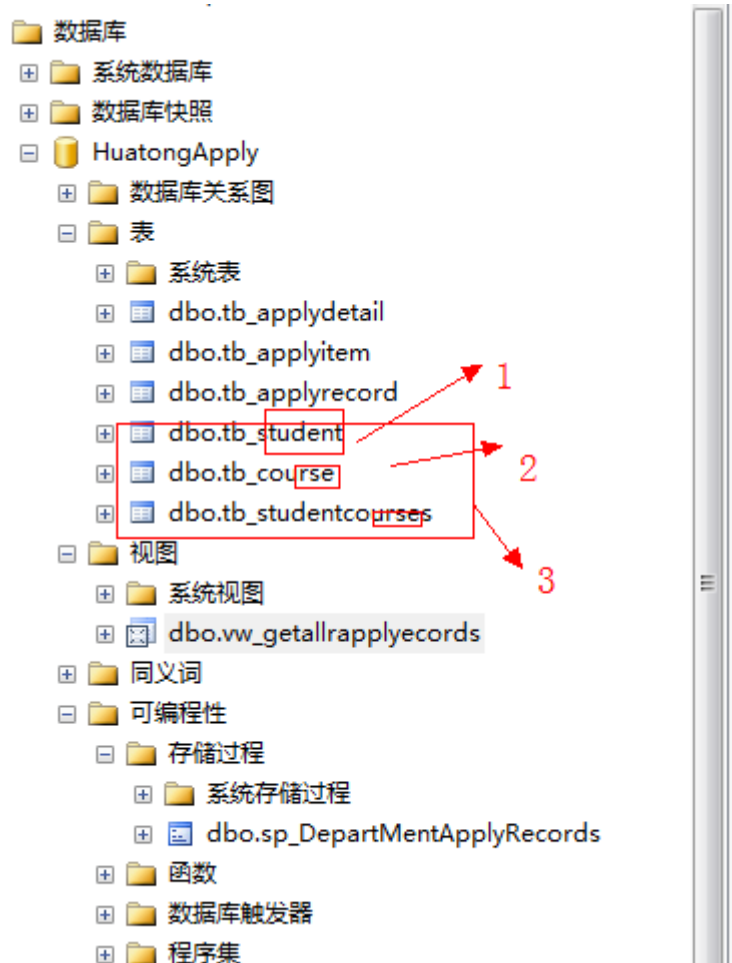 数据库
系统数据库
数据库快照
HuatongApply
数据库关系图
表
系统表
dbo.tb_applydetail
dbo.tb_applyitem
dbo.tb_applyrecord
1
dbo.tb_student
dbo.tb_course
2
dbo.tb_studentcourses
视图
3
系统视图
dbo.vw_getallrapplyecords
同义词
可编程性
存储过程
系统存储过程
dbo.sp_DepartMentApplyRecords
函数
数据库触发器
程序集